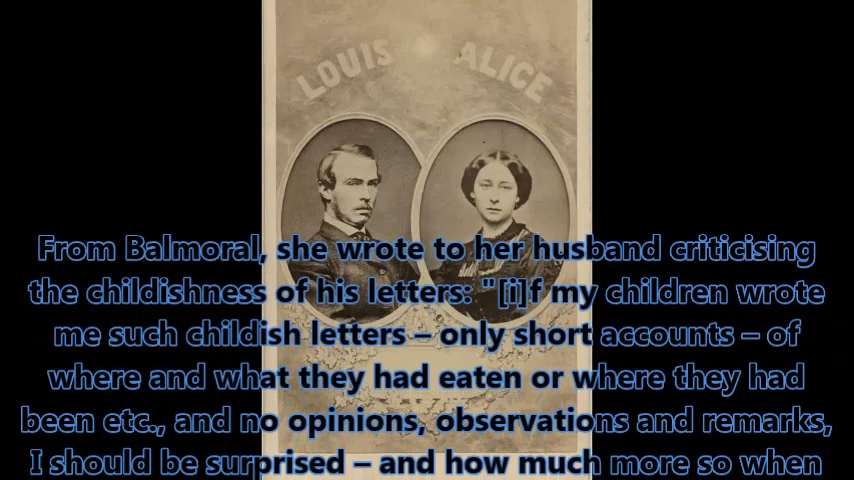 LOUIS ALICE
From Balmoral, she wrote to her husband criticising
the childishness of his letters: "[i]f my children wrote
me such childish letters – only short accounts – of
where and what they had eaten or where they had
been etc., and no opinions, observations and remarks,
I should be surprised – and how much more so when